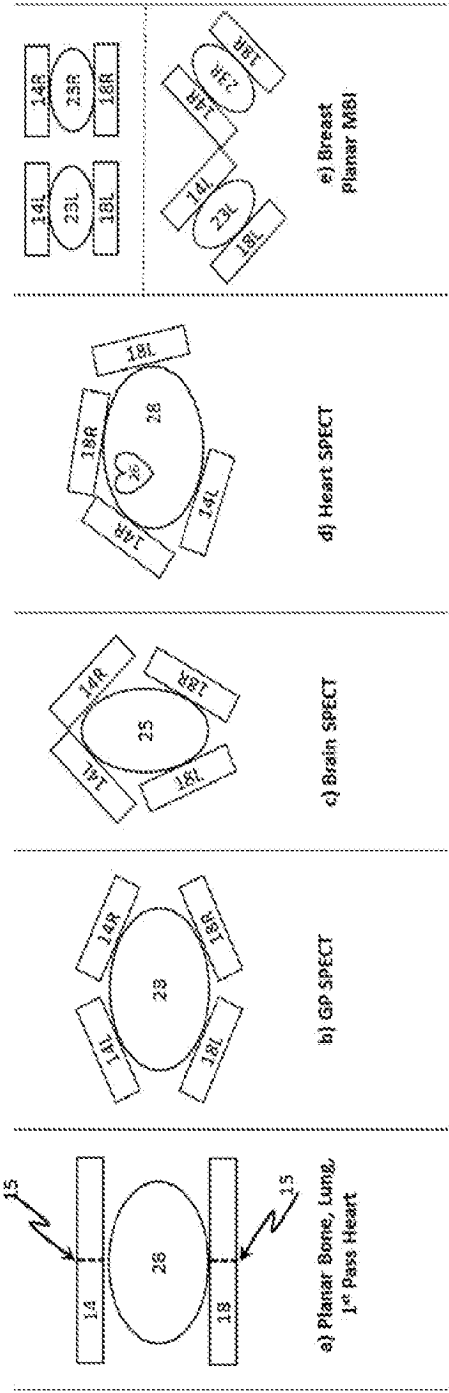 15
14
28
18
15
a) Planar Bone, Lung,
1st Pass Heart
14L
14R
28
18L
18R
b) GP SPECT
14L
14R
25
18L
18R
c) Brain SPECT
14R
18R
18L
26
28
14L
d) Heart SPECT
14L
14R
23L
23R
18L
18R
14L
14R
23L
23R
18L
18R
e) Breast
Planar MBI